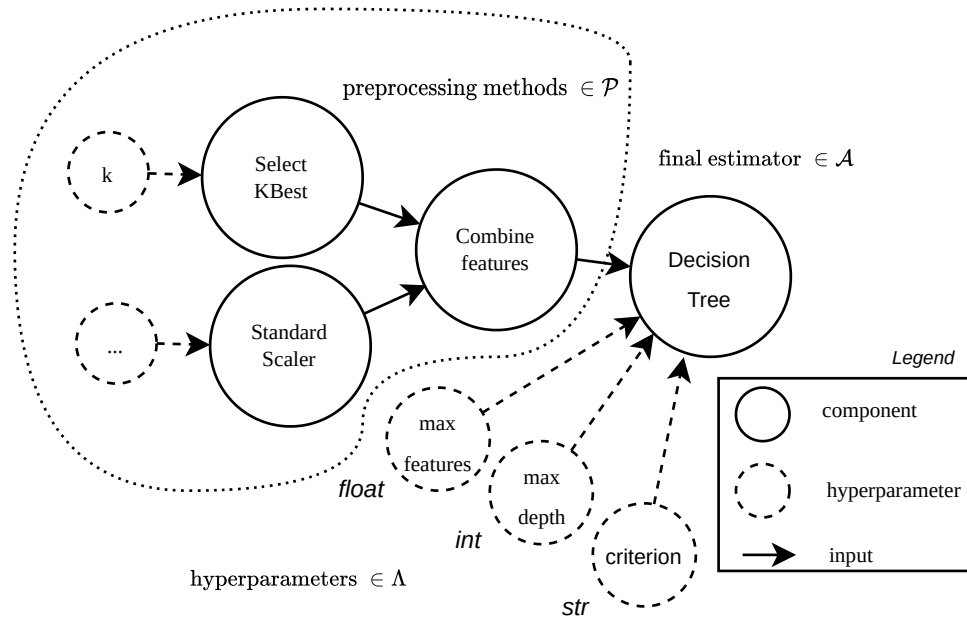 preprocessing methods ∈ 𝒫
k
Select
KBest
final estimator ∈ 𝒜
Combine
features
Decision
Tree
...
Standard
Scaler
Legend
component
hyperparameter
input
max
features
float
max
depth
int
criterion
str
hyperparameters ∈ Λ